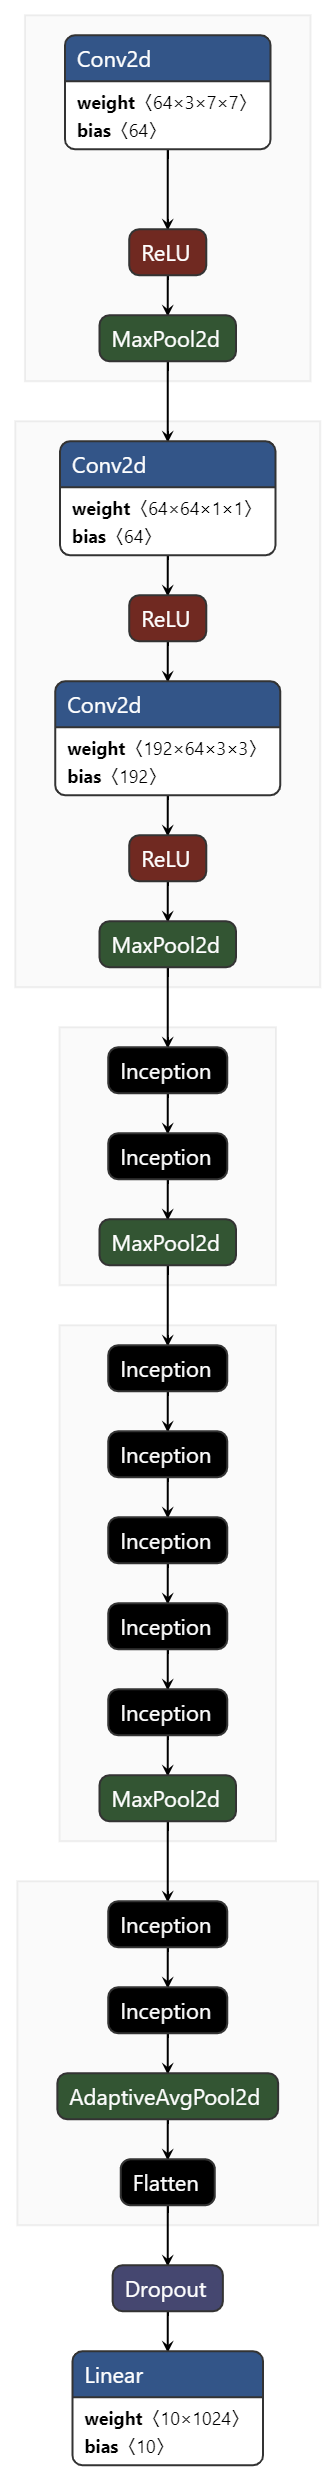 Conv2d
weight〈64×3×7×7〉
bias〈64〉
ReLU
MaxPool2d
Conv2d
weight〈64×64×1×1〉
bias〈64〉
ReLU
Conv2d
weight〈192×64×3×3〉
bias〈192〉
ReLU
MaxPool2d
Inception
Inception
MaxPool2d
Inception
Inception
Inception
Inception
Inception
MaxPool2d
Inception
Inception
AdaptiveAvgPool2d
Flatten
Dropout
Linear
weight〈10×1024〉
bias〈10〉